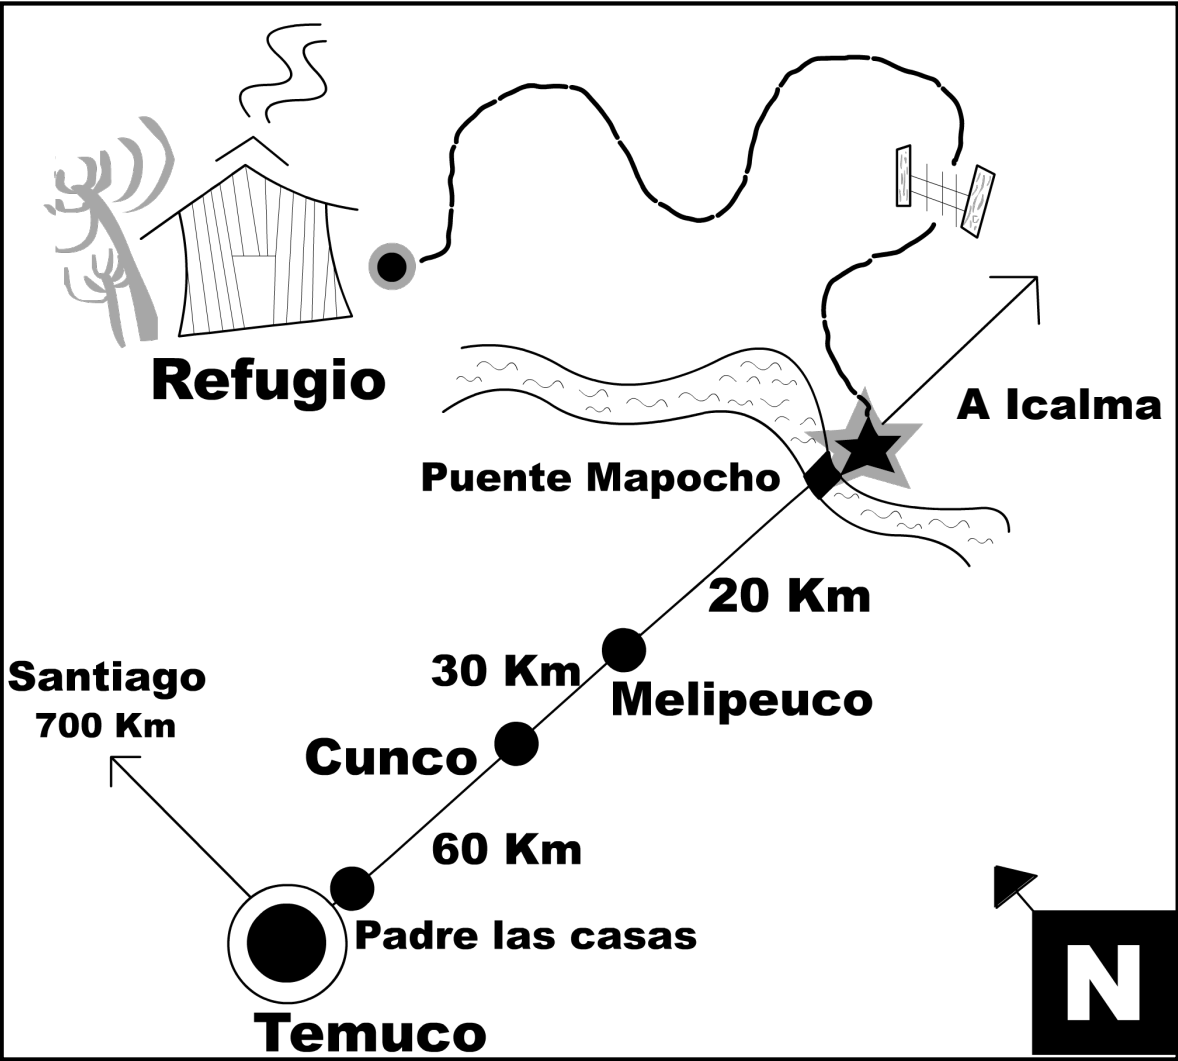 Refugio
A Icalma
Puente Mapocho
20 Km
Santiago
700 Km
30 Km
Melipeuco
Cunco
60 Km
Padre las casas
Temuco
N